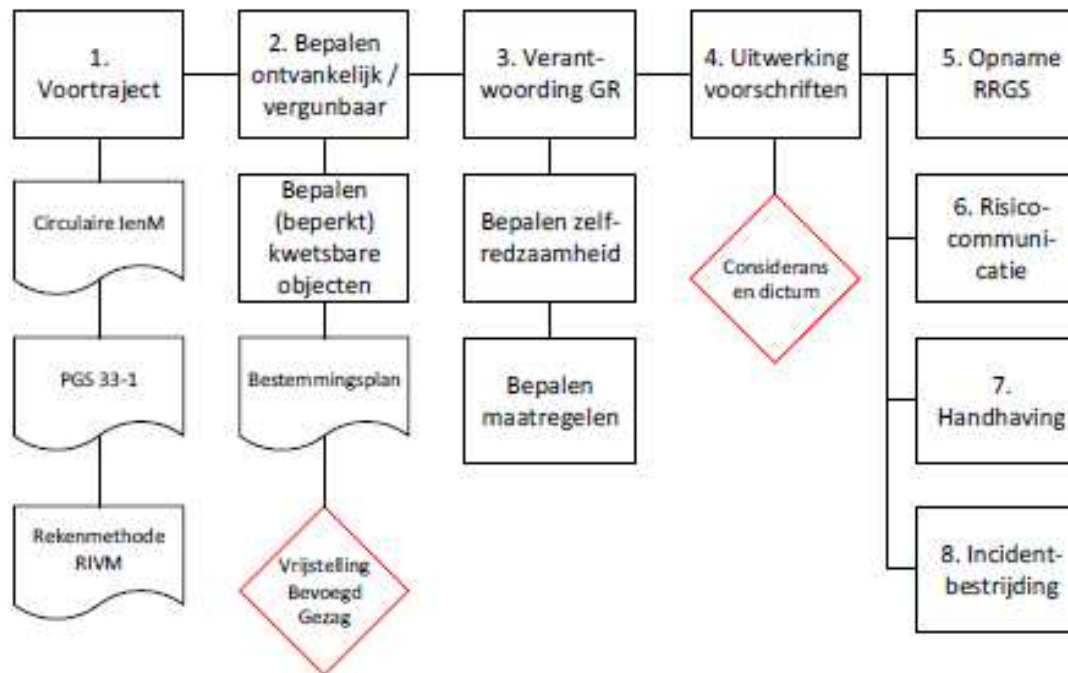 1.
Voortraject
Circulaire IenM
PGS 33-1
Rekenmethode
RIVM
2. Bepalen
ontvankelijk /
vergunbaar
Bepalen
(beperkt)
kwetsbare
objecten
Bestemmingsplan
Vrijstelling
Bevoegd
Gezag
3. Verant-
woording GR
Bepalen zelf-
redzaamheid
Bepalen
maatregelen
4. Uitwerking
voorschriften
Considerans
en dictum
5. Opname
RRGS
6. Risico-
communi-
catie
7.
Handhaving
8. Incident-
bestrijding